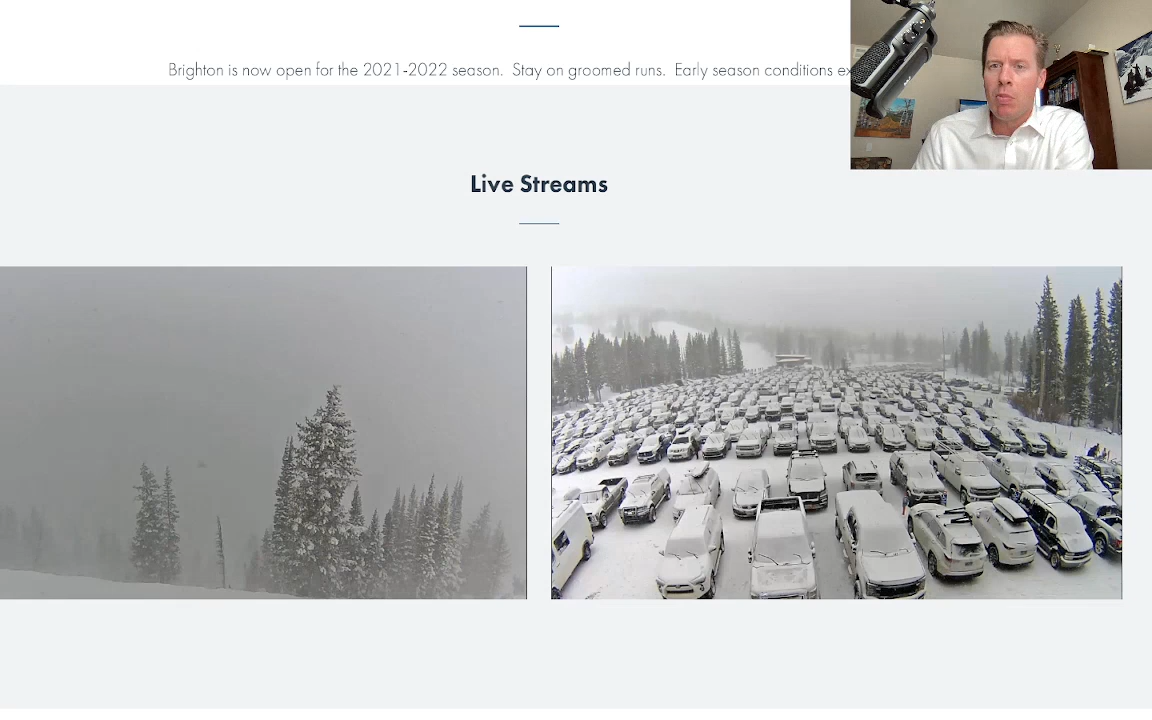 Brighton is now open for the 2021-2022 season. Stay on groomed runs. Early season conditions
Live Streams